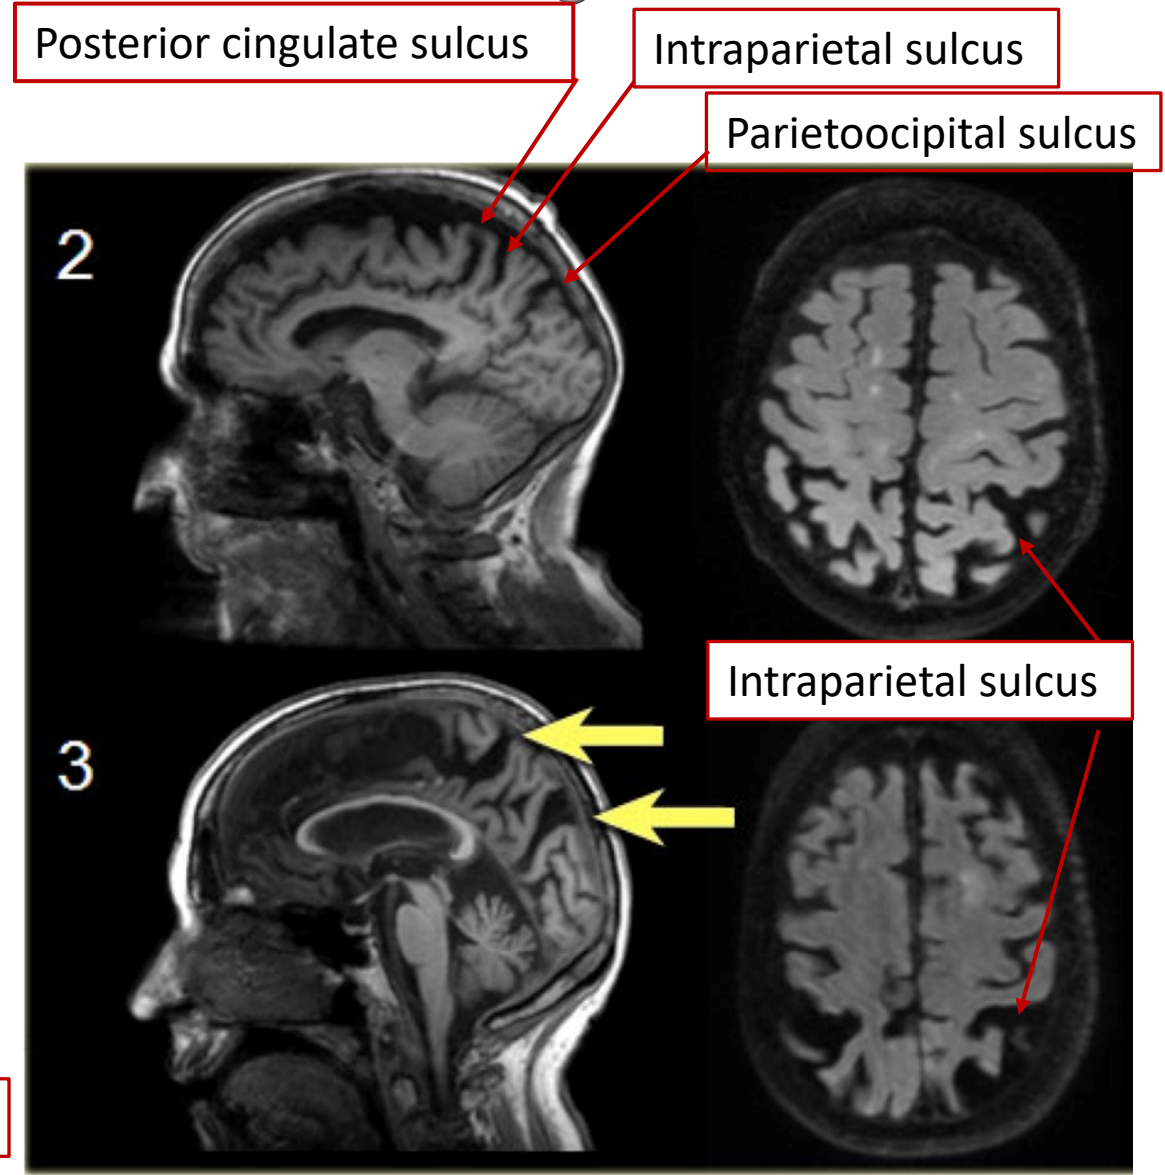 Posterior cingulate sulcus
Intraparietal sulcus
Parietoocipital sulcus
2
Intraparietal sulcus
3